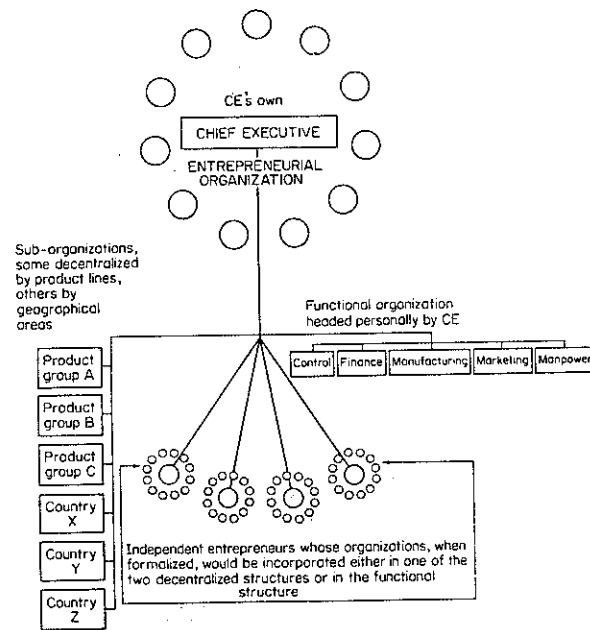 CE's own
CHIEF EXECUTIVE
ENTREPRENEURIAL
ORGANIZATION
Sub-organizations,
some decentralized
by product lines,
others by
geographical
areas
Functional organization
headed personally by CE
Control
Finance
Manufacturing
Marketing
Manpower
Product
group A
Product
group B
Product
group C
Country
X
Country
Y
Country
Z
Independent entrepreneurs whose organizations, when
formalized, would be incorporated either in one of the
two decentralized structures or in the functional
structure